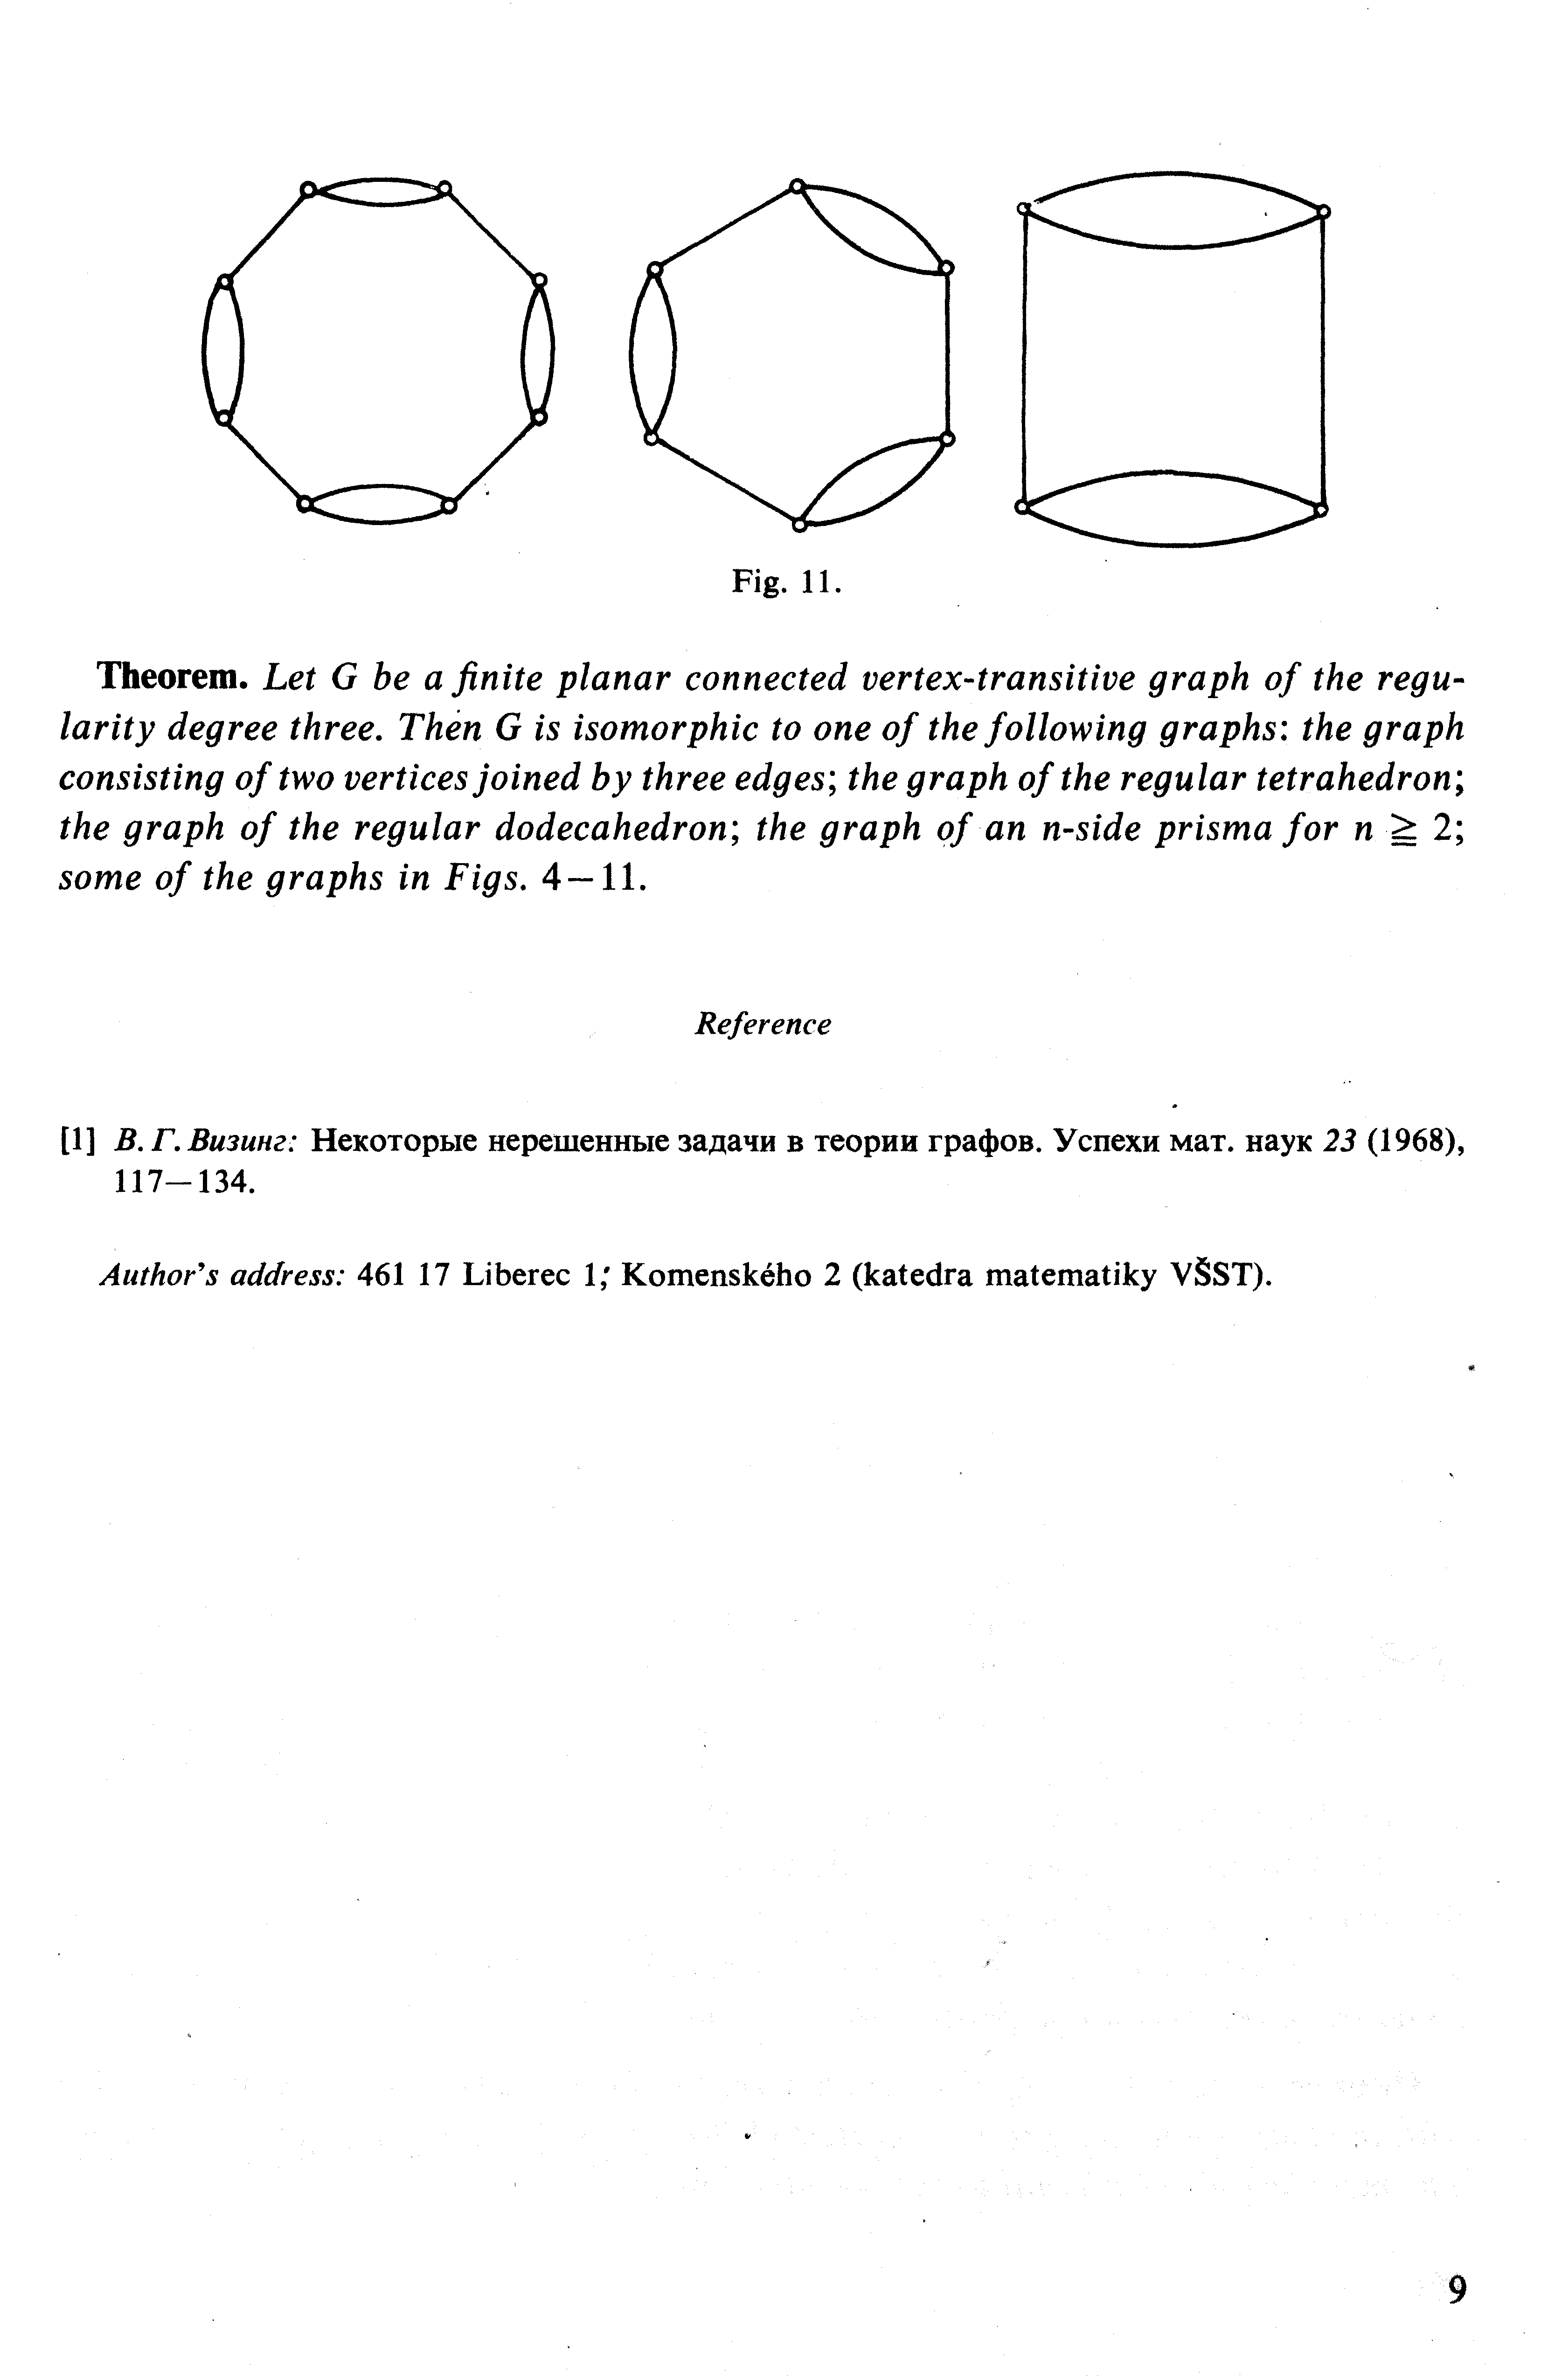 Fig. 11.
Theorem. Let G be a finite planar connected vertex-transitive graph of the regu-
larity degree three. Then G is isomorphic to one of the following graphs: the graph
consisting of two vertices joined by three edges; the graph of the regular tetrahedron;
the graph of the regular dodecahedron; the graph of an n-side prisma for n ≧ 2;
some of the graphs in Figs. 4—11.
Reference
[1] В. Г. Визинг: Некоторые нерешенные задачи в теории графов. Успехи мат. наук 23 (1968),
117—134.
Author's address: 461 17 Liberec 1, Komenského 2 (katedra matematiky VŠST).
9